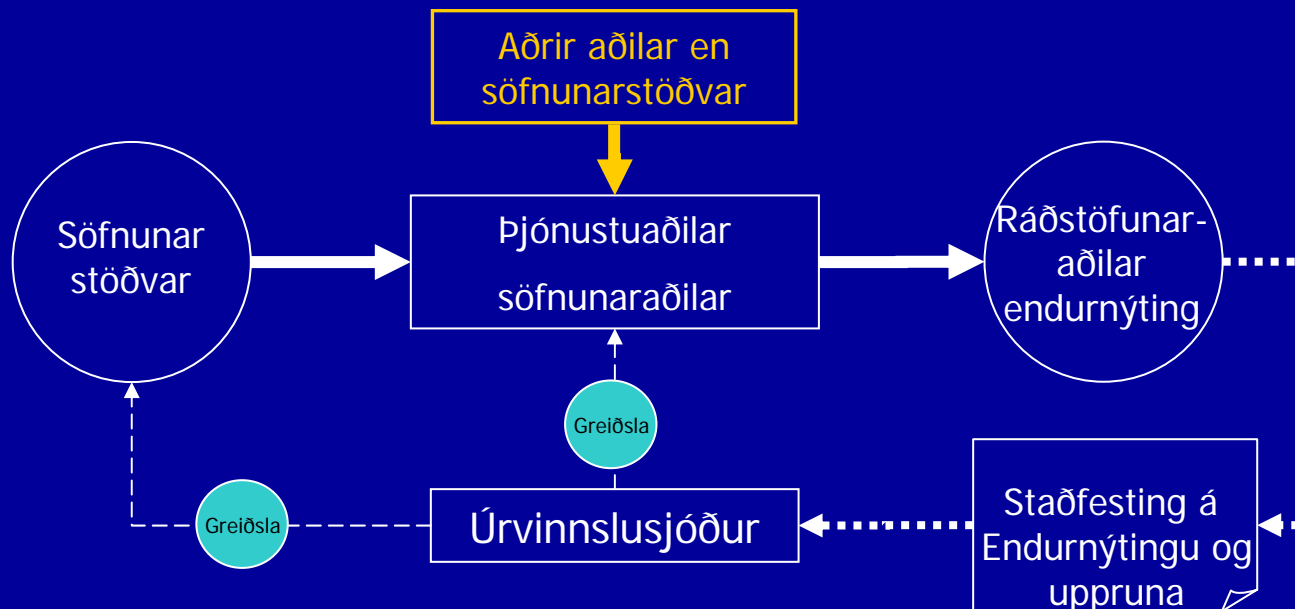 Aðrir aðilar en
söfnunarstöðvar
Söfnunar
stöðvar
Þjónustuaðilar
söfnunaraðilar
Ráðstöfunar-
aðilar
endurnýting
Greiðsla
Greiðsla
Úrvinnslusjóður
Staðfesting á
Endurnýtingu og
uppruna